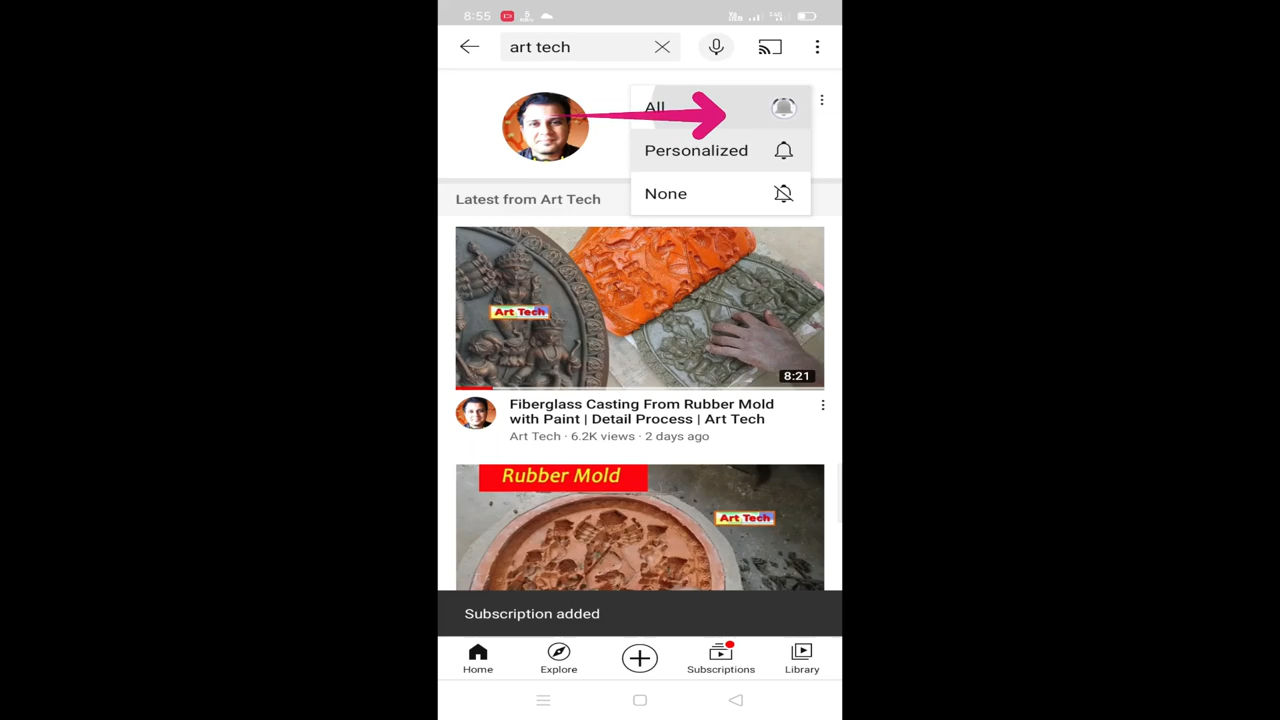 8:55
art tech
All
Personalized
None
Latest from Art Tech
Art Tech
8:21
Fiberglass Casting From Rubber Mold
with Paint | Detail Process | Art Tech
Art Tech · 6.2K views · 2 days ago
Rubber Mold
Art Tech
Subscription added
Home
Explore
Subscriptions
Library